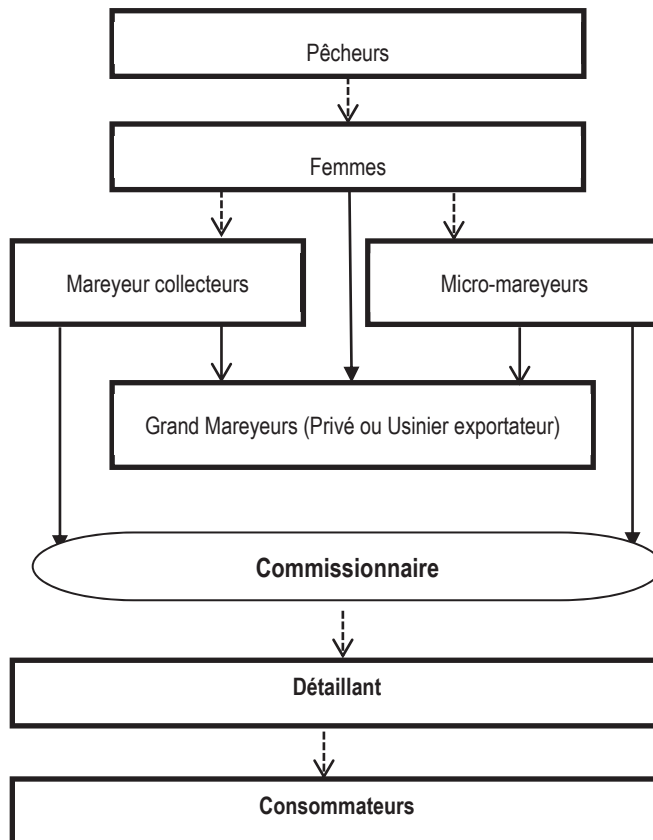 Pêcheurs
Femmes
Mareyeur collecteurs
Micro-mareyeurs
Grand Mareyeurs (Privé ou Usinier exportateur)
Commissionnaire
Détaillant
Consommateurs